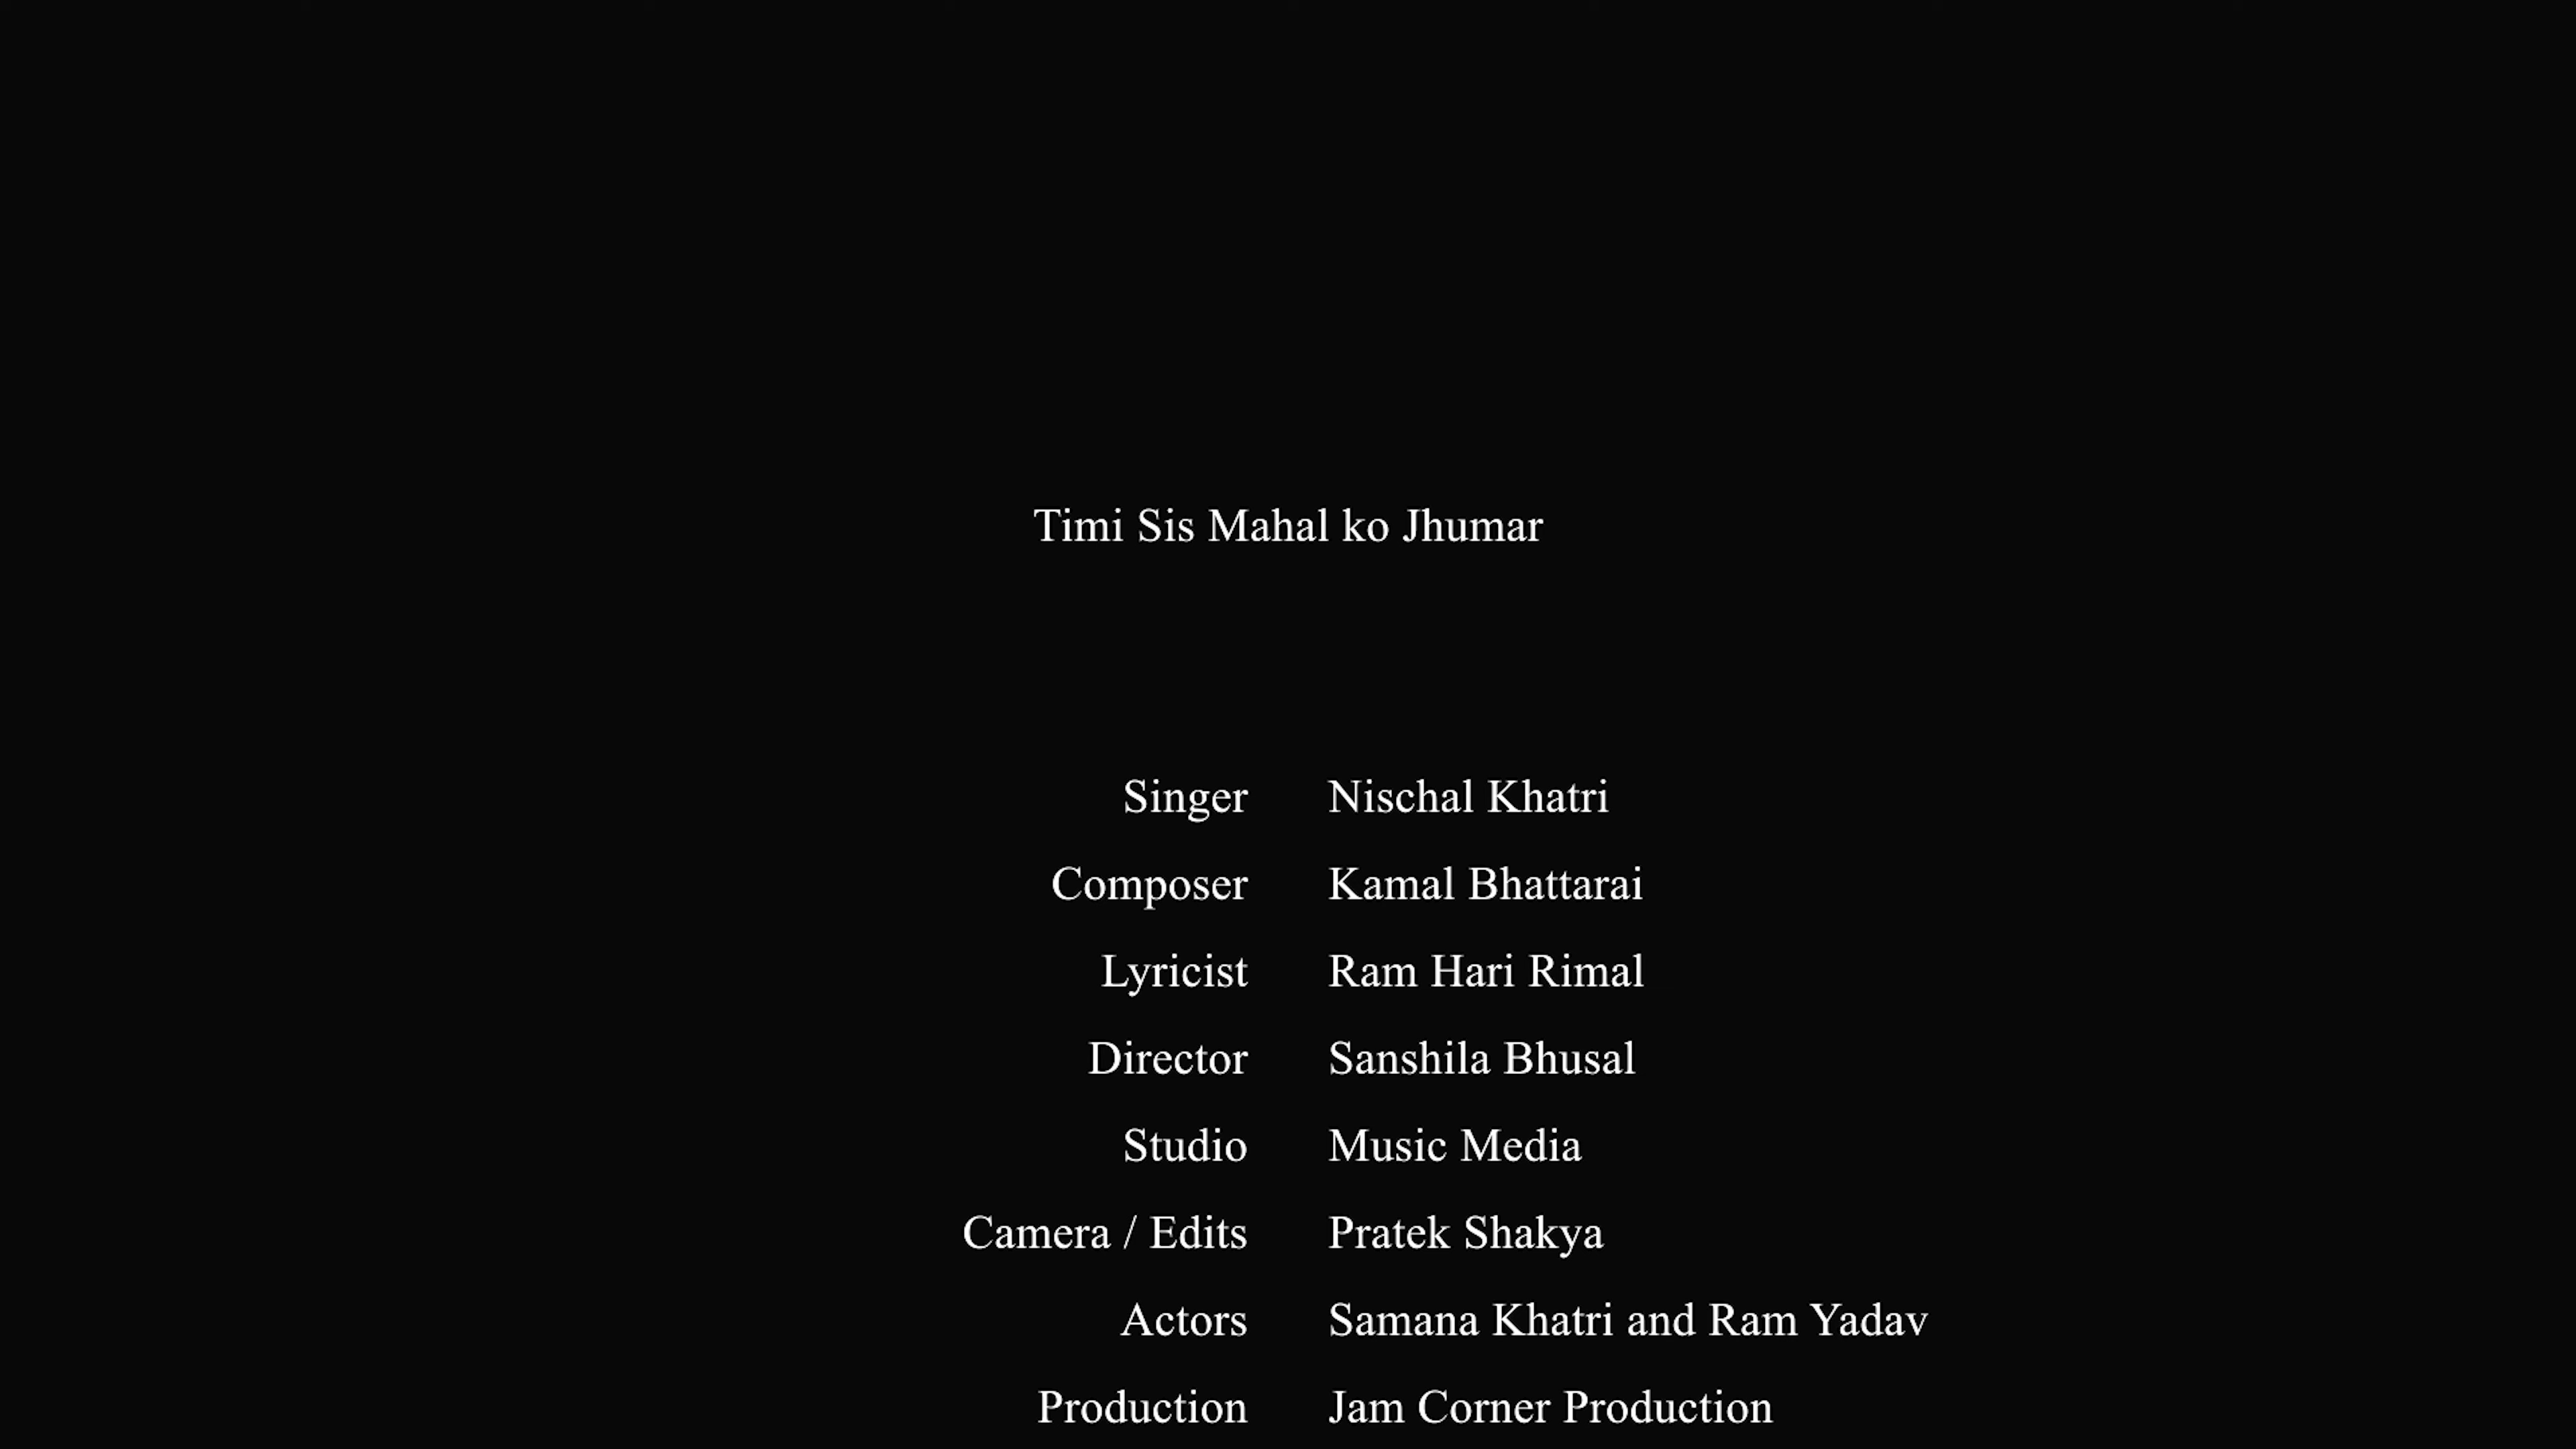 Timi Sis Mahal ko Jhumar
Singer Nischal Khatri
Composer Kamal Bhattarai
Lyricist Ram Hari Rimal
Director Sanshila Bhusal
Studio Music Media
Camera / Edits Pratek Shakya
Actors Samana Khatri and Ram Yadav
Production Jam Corner Production